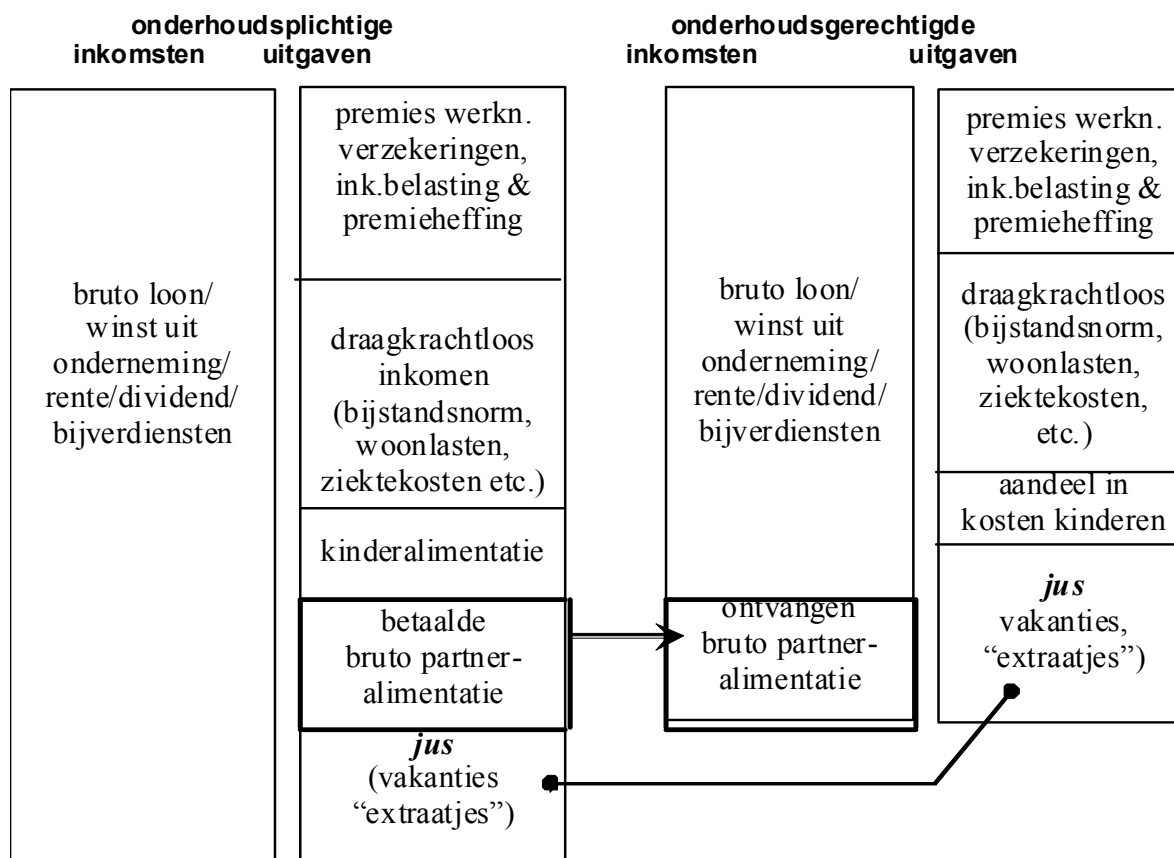 onderhoudsplichtige
inkomsten uitgaven
onderhoudsgerechtigde
inkomsten uitgaven
bruto loon/
winst uit
onderneming/
rente/dividend/
bijverdiensten
premies werkn.
verzekeringen,
ink.belasting &
premieheffing
draagkrachtloos
inkomen
(bijstandsnorm,
woonlasten,
ziektekosten etc.)
kinderalimentatie
betaalde
bruto partner-
alimentatie
jus
(vakanties
“extraatjes”)
bruto loon/
winst uit
onderneming/
rente/dividend/
bijverdiensten
ontvangen
bruto partner-
alimentatie
premies werkn.
verzekeringen,
ink.belasting &
premieheffing
draagkrachtloos
(bijstandsnorm,
woonlasten,
ziektekosten,
etc.)
aandeel in
kosten kinderen
jus
vakanties,
“extraatjes”)